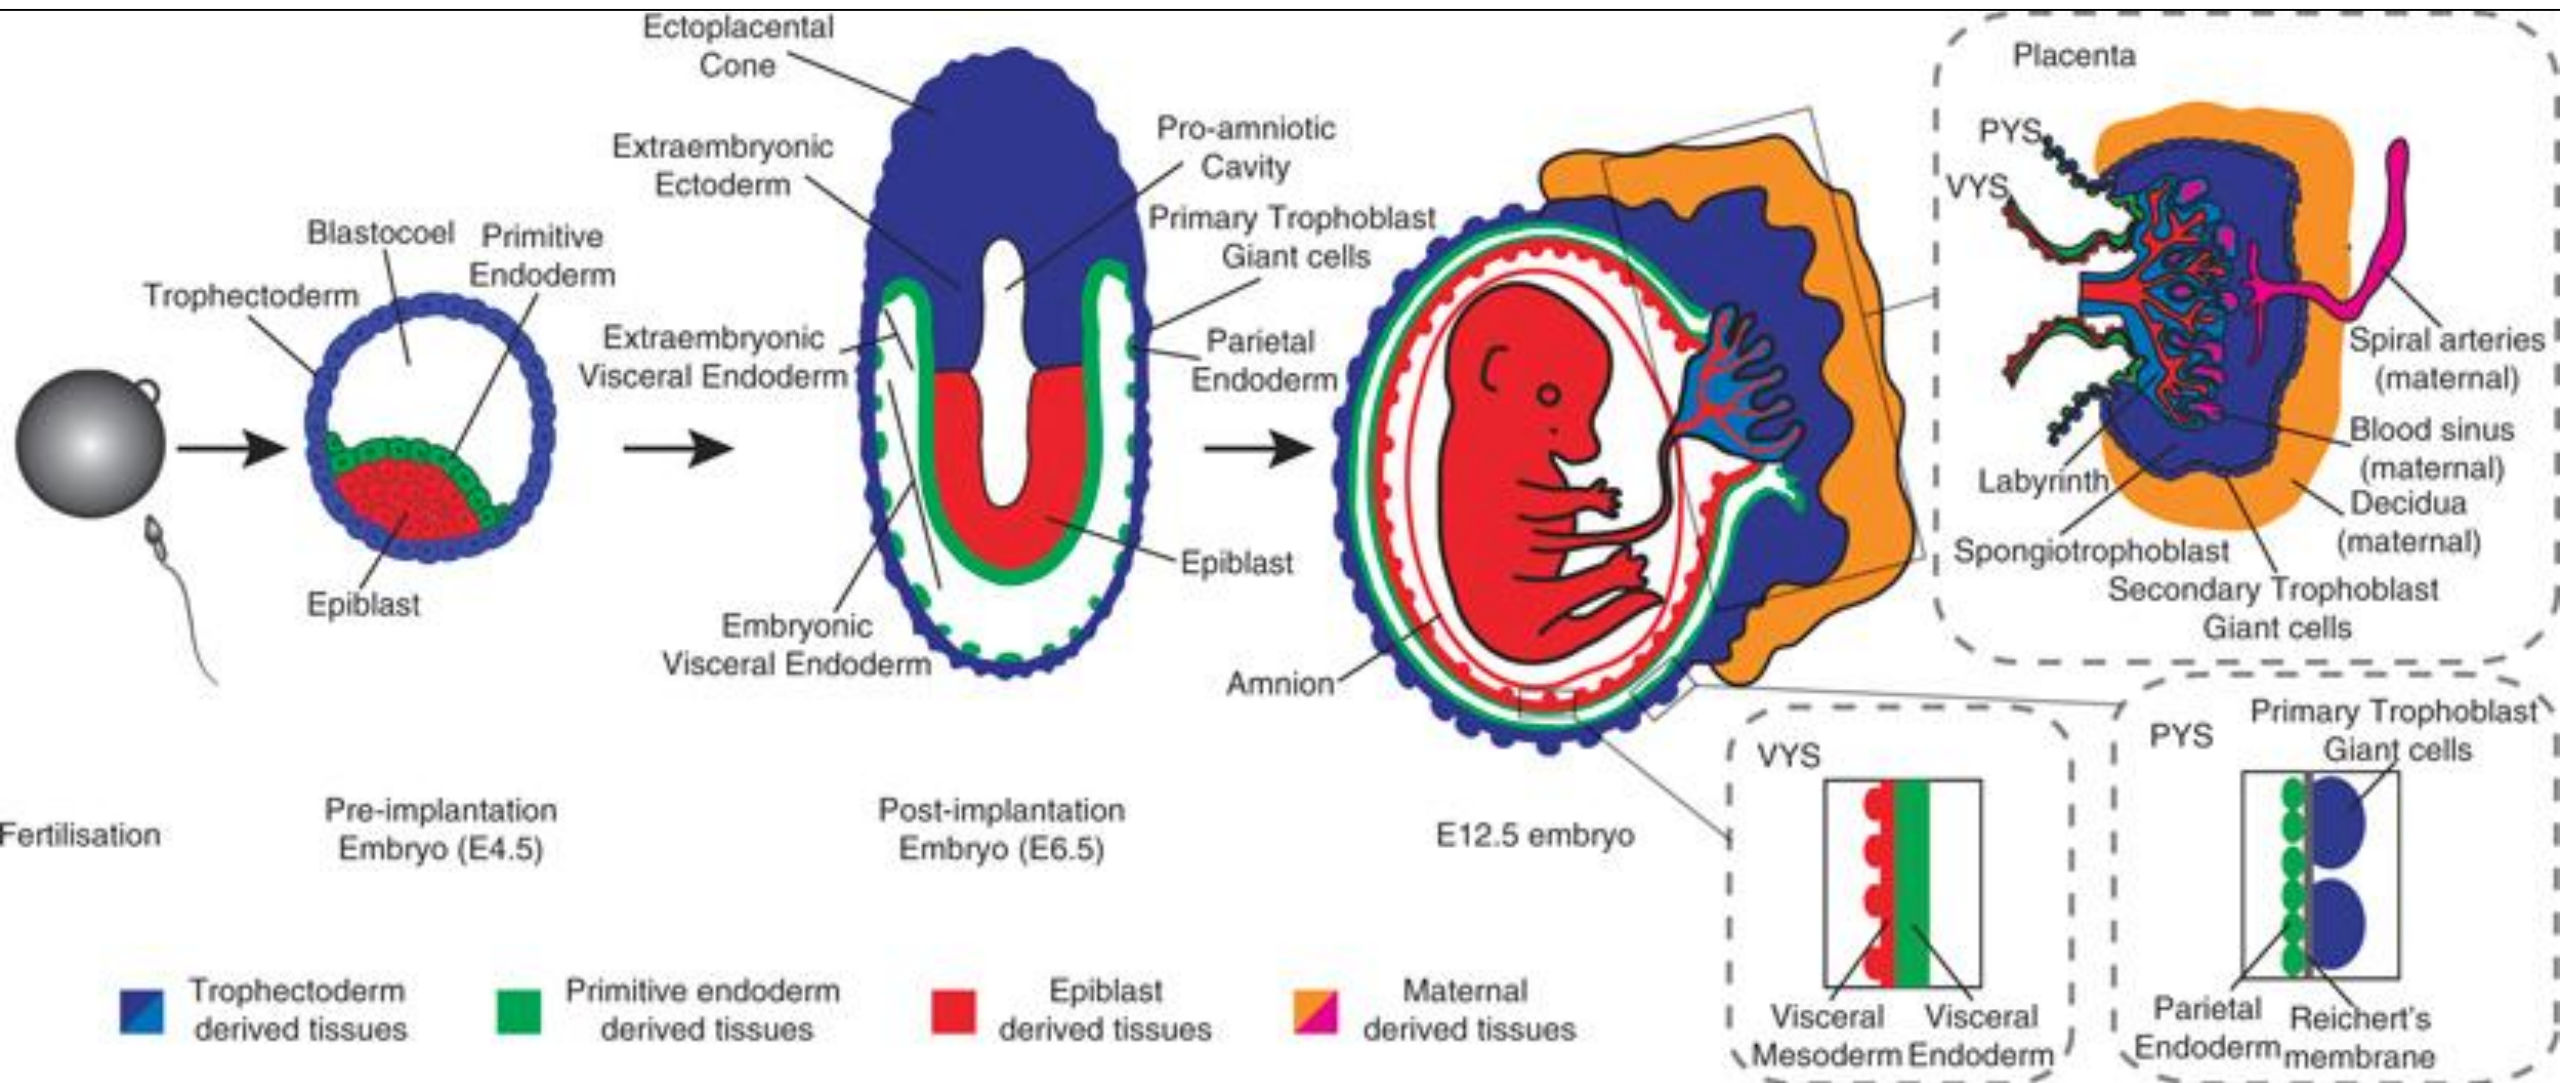 Ectoplacental
Cone
Extraembryonic
Ectoderm
Pro-amniotic
Cavity
Primary Trophoblast
Giant cells
Blastocoel
Primitive
Endoderm
Trophectoderm
Extraembryonic
Visceral Endoderm
Parietal
Endoderm
Epiblast
Epiblast
Embryonic
Visceral Endoderm
Amnion
Placenta
PYS
VYS
Spiral arteries
(maternal)
Blood sinus
(maternal)
Labyrinth
Decidua
(maternal)
Spongiotrophoblast
Secondary Trophoblast
Giant cells
Fertilisation
Pre-implantation
Embryo (E4.5)
Post-implantation
Embryo (E6.5)
E12.5 embryo
VYS
Visceral
Mesoderm
Visceral
Endoderm
PYS
Primary Trophoblast
Giant cells
Parietal
Endoderm
Reichert's
membrane
Trophectoderm
derived tissues
Primitive endoderm
derived tissues
Epiblast
derived tissues
Maternal
derived tissues